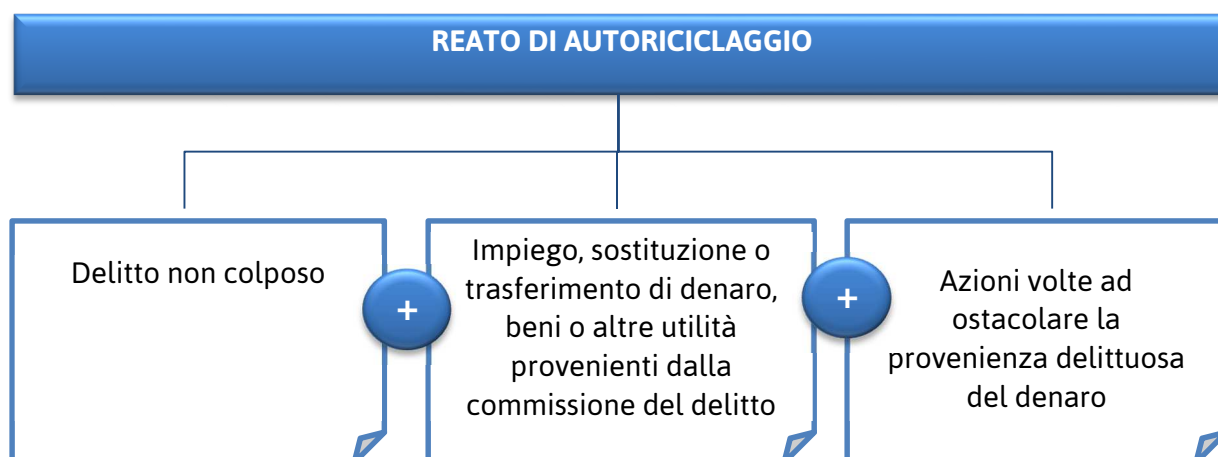 REATO DI AUTORICICLAGGIO
Delitto non colposo
+
Impiego, sostituzione o
trasferimento di denaro,
beni o altre utilità
provenienti dalla
commissione del delitto
+
Azioni volte ad
ostacolare la
provenienza delittuosa
del denaro